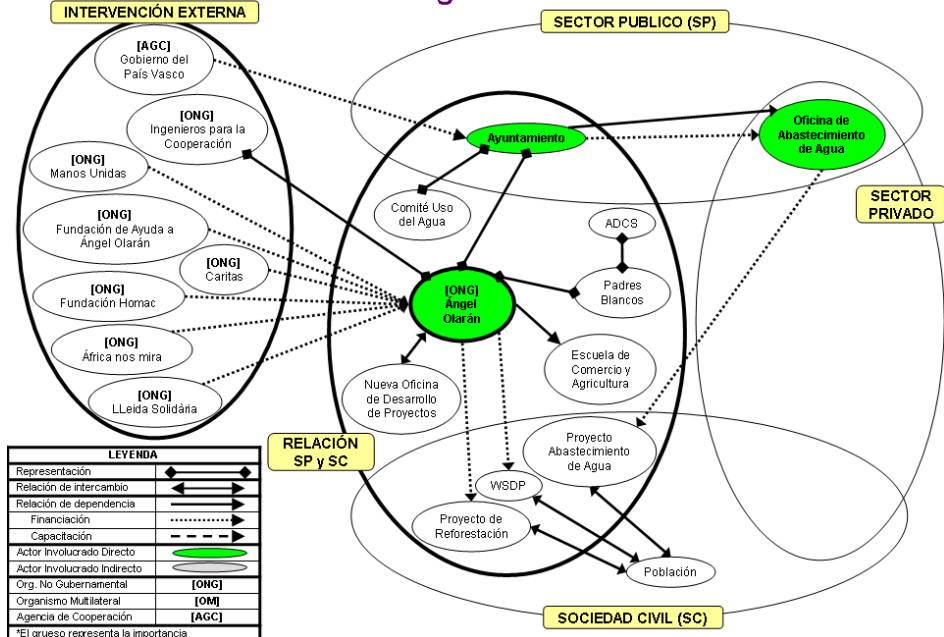 INTERVENCIÓN EXTERNA
SECTOR PUBLICO (SP)
[AGC]
Gobierno del
País Vasco
[ONG]
Ingenieros para la
Cooperación
[ONG]
Manos Unidas
[ONG]
Fundación de Ayuda a
Ángel Olarán
[ONG]
Caritas
[ONG]
Fundación Homac
[ONG]
África nos mira
[ONG]
LLeida Solidària
Ayuntamiento
Oficina de
Abastecimiento
de Agua
SECTOR
PRIVADO
Comité Uso
del Agua
ADCS
Padres
Blancos
[ONG]
Ángel
Olarán
Escuela de
Comercio y
Agricultura
Nueva Oficina
de Desarrollo
de Proyectos
RELACIÓN
SP y SC
Proyecto
Abastecimiento
de Agua
WSDP
Proyecto de
Reforestación
Población
SOCIEDAD CIVIL (SC)
LEYENDA
Representación
Relación de intercambio
Relación de dependencia
Financiación
Capacitación
Actor Involucrado Directo
Actor Involucrado Indirecto
Org. No Gubernamental [ONG]
Organismo Multilateral [OM]
Agencia de Cooperación [AGC]
*El grueso representa la importancia